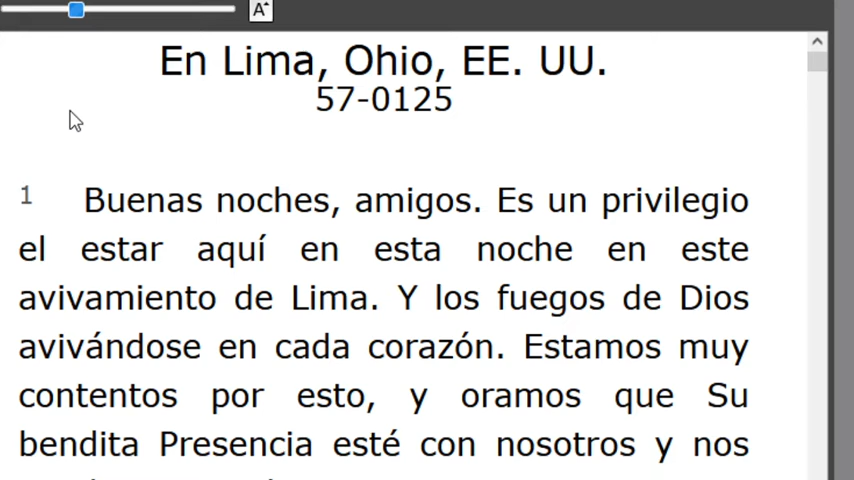 A
En Lima, Ohio, EE. UU.
57-0125
1 Buenas noches, amigos. Es un privilegio
el estar aquí en esta noche en este
avivamiento de Lima. Y los fuegos de Dios
avivándose en cada corazón. Estamos muy
contentos por esto, y oramos que Su
bendita Presencia esté con nosotros y nos